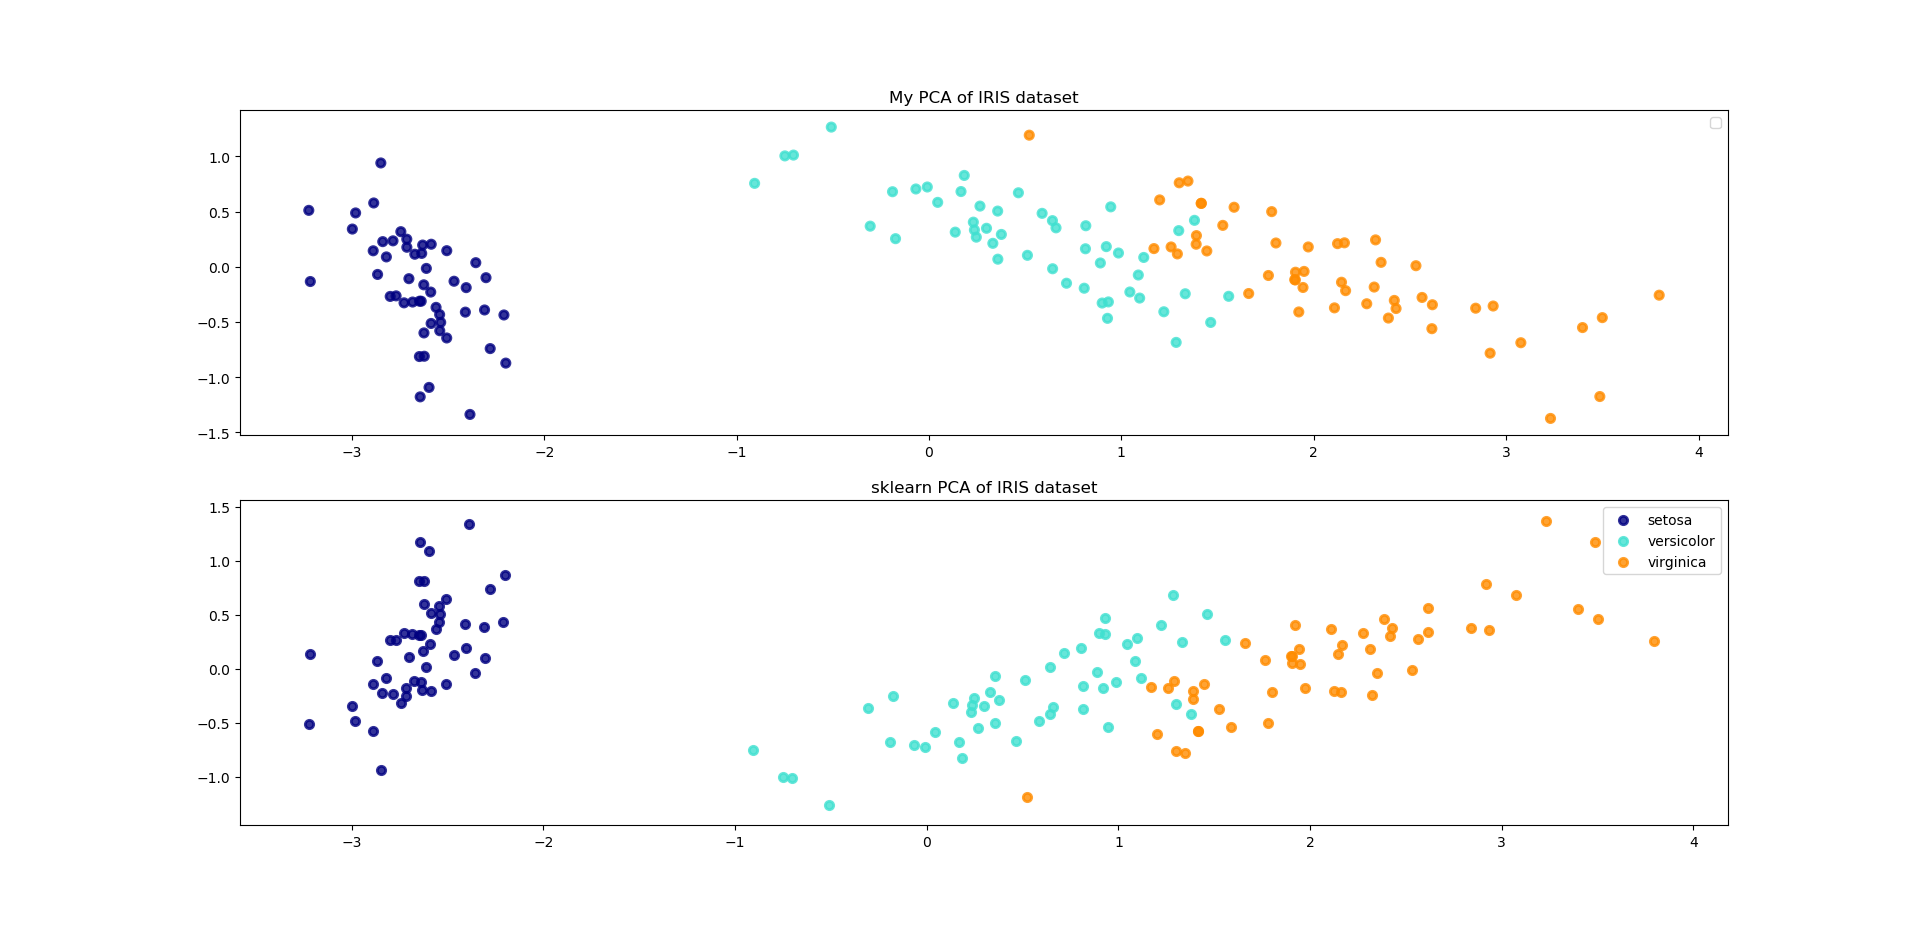 My PCA of IRIS dataset
1.0
0.5
0.0
−0.5
−1.0
−1.5
−3 −2 −1 0 1 2 3 4
sklearn PCA of IRIS dataset
1.5
1.0
0.5
0.0
−0.5
−1.0
setosa
versicolor
virginica
−3 −2 −1 0 1 2 3 4